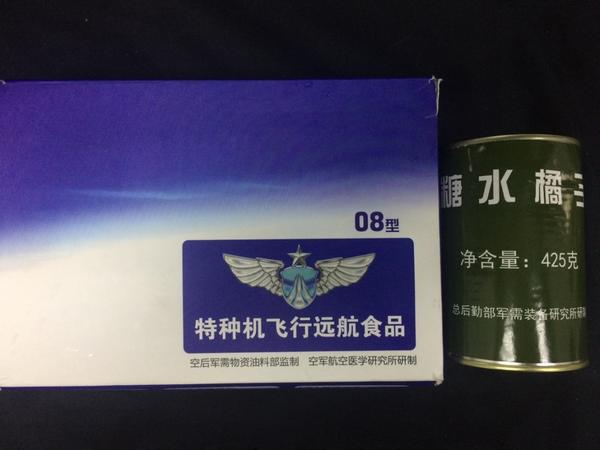 08型
特种机飞行远航食品
空后军需物资油料部监制 空军航空医学研究所研制
糖水橘
净含量：425克
总后勤部军需装备研究所研制